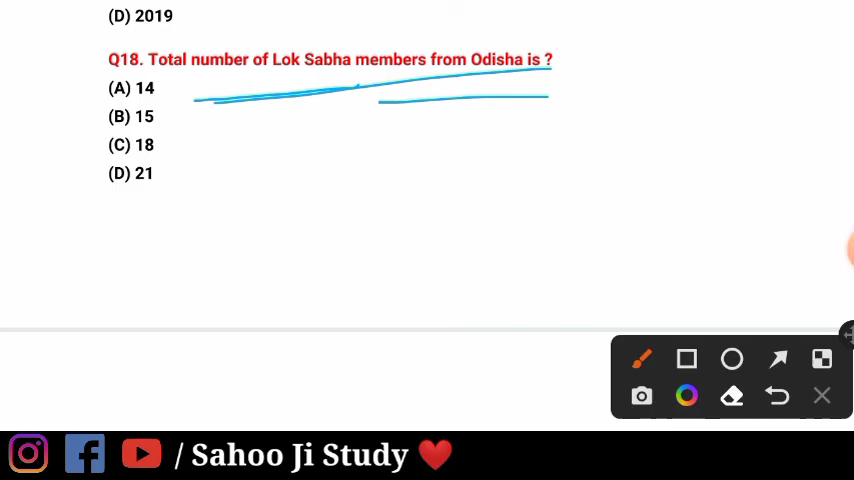 (D) 2019
Q18. Total number of Lok Sabha members from Odisha is ?
(A) 14
(B) 15
(C) 18
(D) 21
/ Sahoo Ji Study